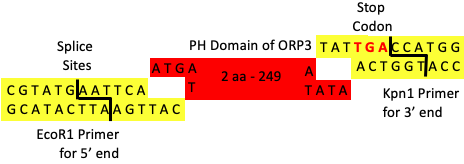 Stop
Codon
Splice
Sites
PH Domain of ORP3
TATTGACCATGG
ACTGGTACC
ATGA
T
2 aa - 249
A
TATA
CGTATGAATTCA
GCATACTTAAGTTAC
Kpn1 Primer
for 3' end
EcoR1 Primer
for 5' end